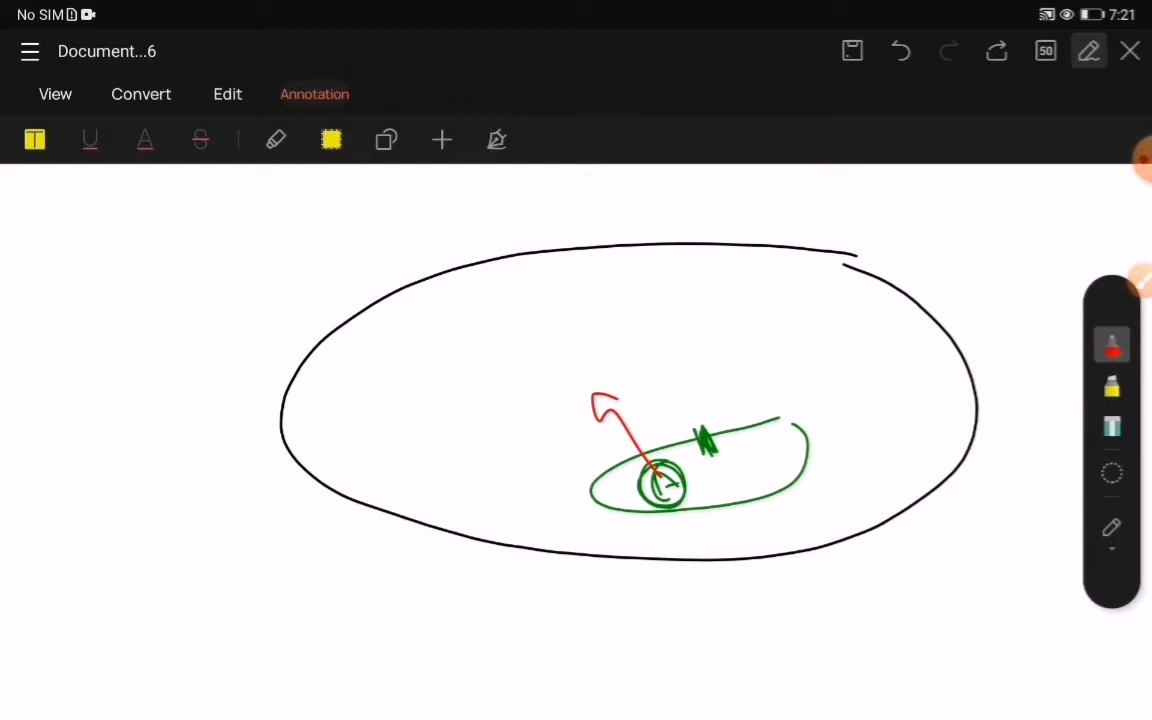 No SIM 7:21
Document...6 50
View Convert Edit Annotation
T U A S